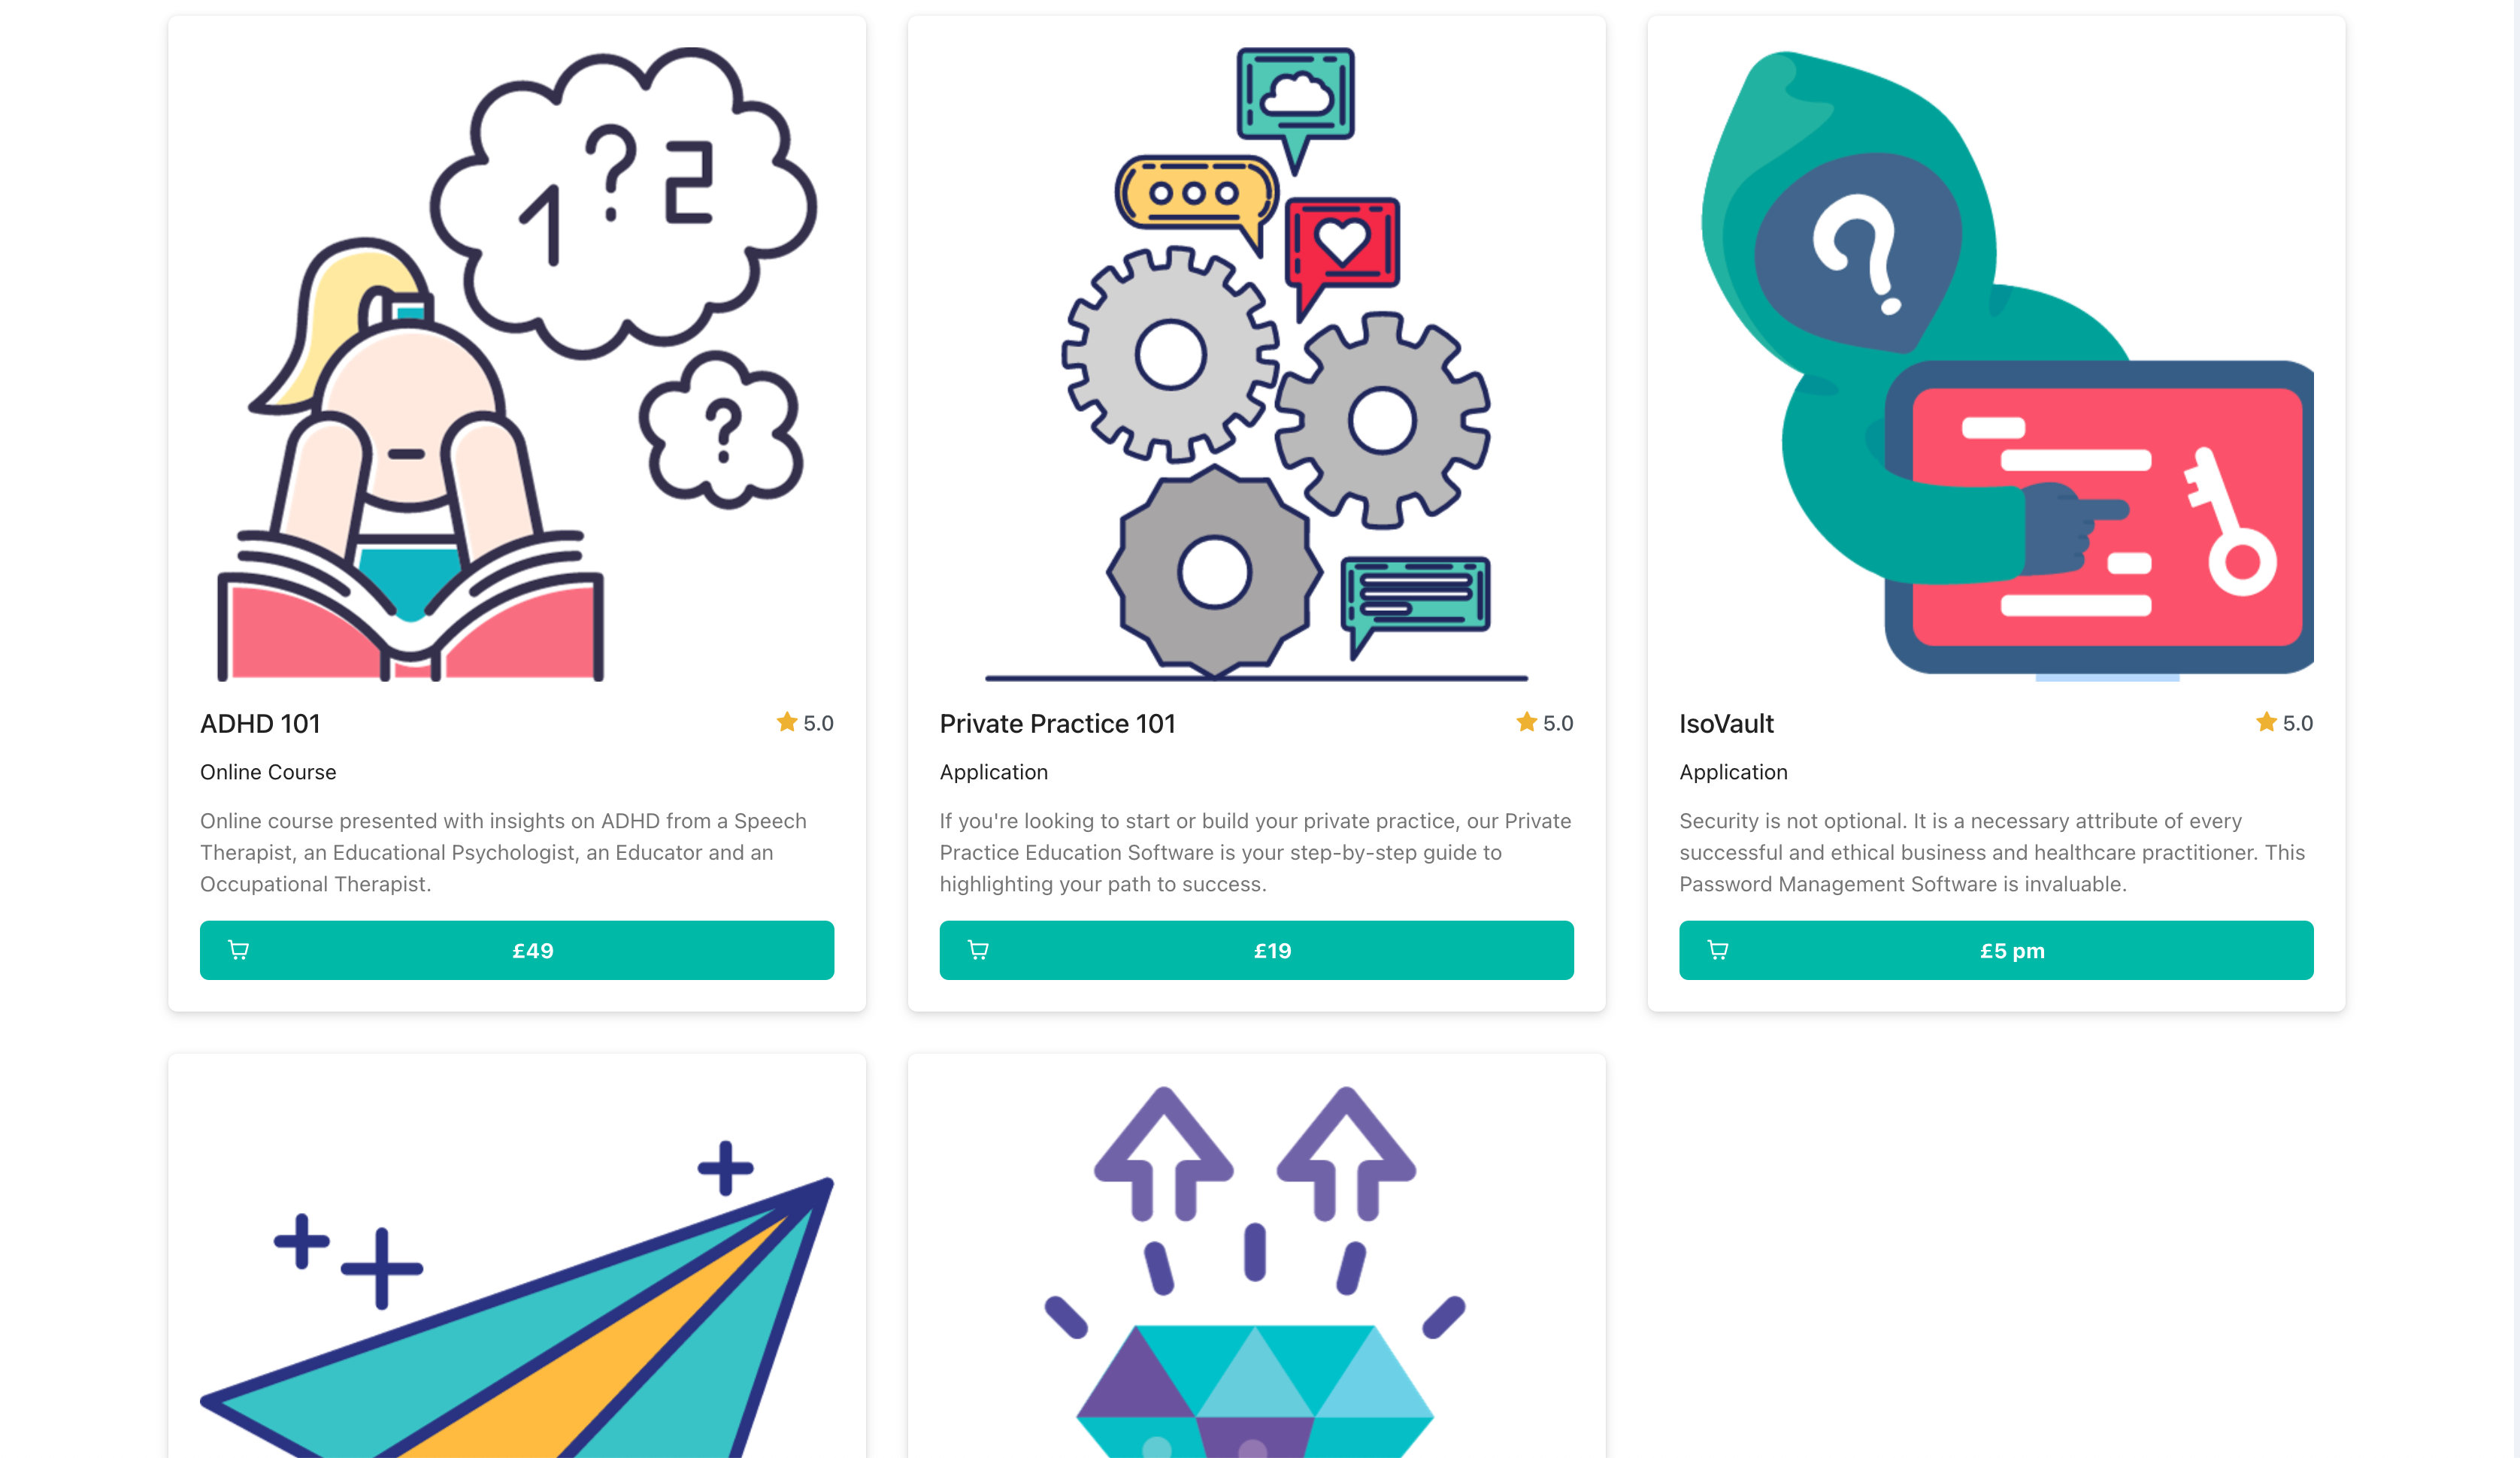 1 ? 2
?
?
ADHD 101
5.0
Online Course
Online course presented with insights on ADHD from a Speech
Therapist, an Educational Psychologist, an Educator and an
Occupational Therapist.
£49
Private Practice 101
5.0
Application
If you're looking to start or build your private practice, our Private
Practice Education Software is your step-by-step guide to
highlighting your path to success.
£19
IsoVault
5.0
Application
Security is not optional. It is a necessary attribute of every
successful and ethical business and healthcare practitioner. This
Password Management Software is invaluable.
£5 pm